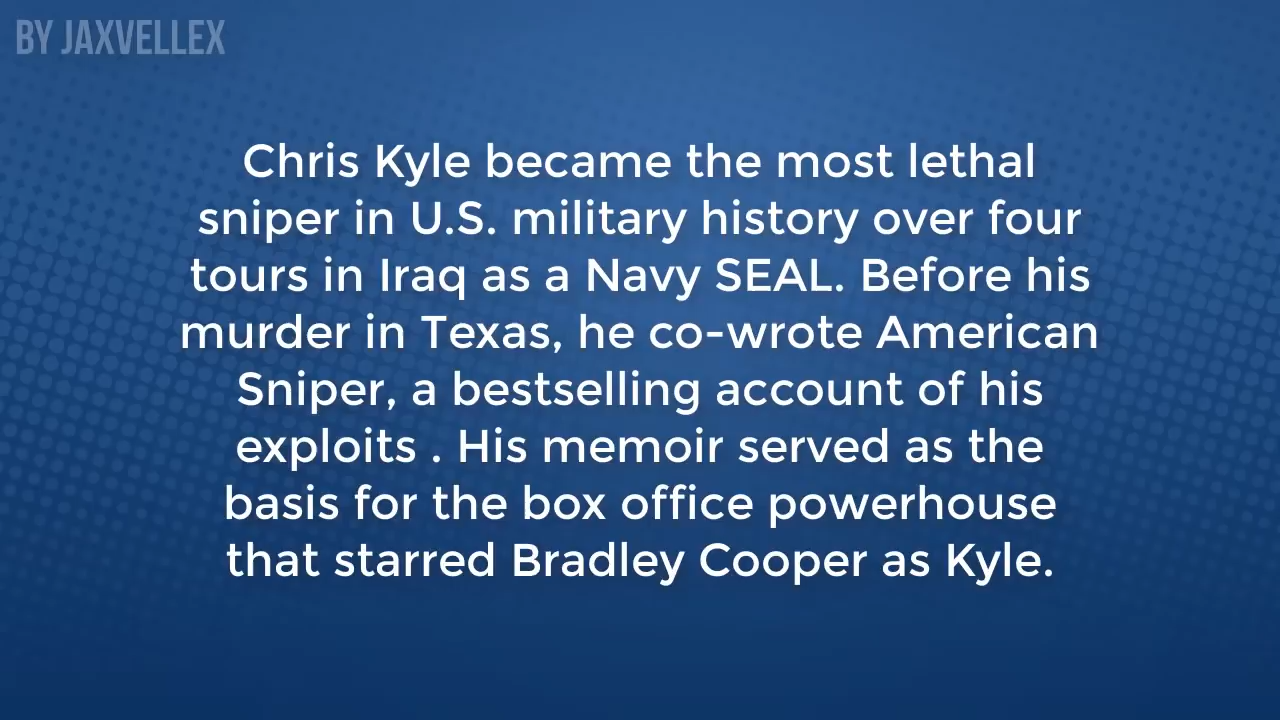 BY JAXVELLEX
Chris Kyle became the most lethal
sniper in U.S. military history over four
tours in Iraq as a Navy SEAL. Before his
murder in Texas, he co-wrote American
Sniper, a bestselling account of his
exploits . His memoir served as the
basis for the box office powerhouse
that starred Bradley Cooper as Kyle.